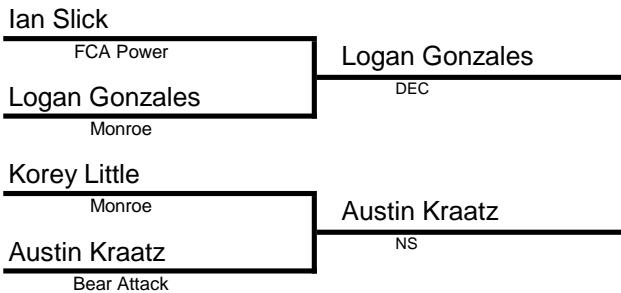 Ian Slick
FCA Power
Logan Gonzales
DEC
Logan Gonzales
Monroe
Korey Little
Monroe
Austin Kraatz
NS
Austin Kraatz
Bear Attack